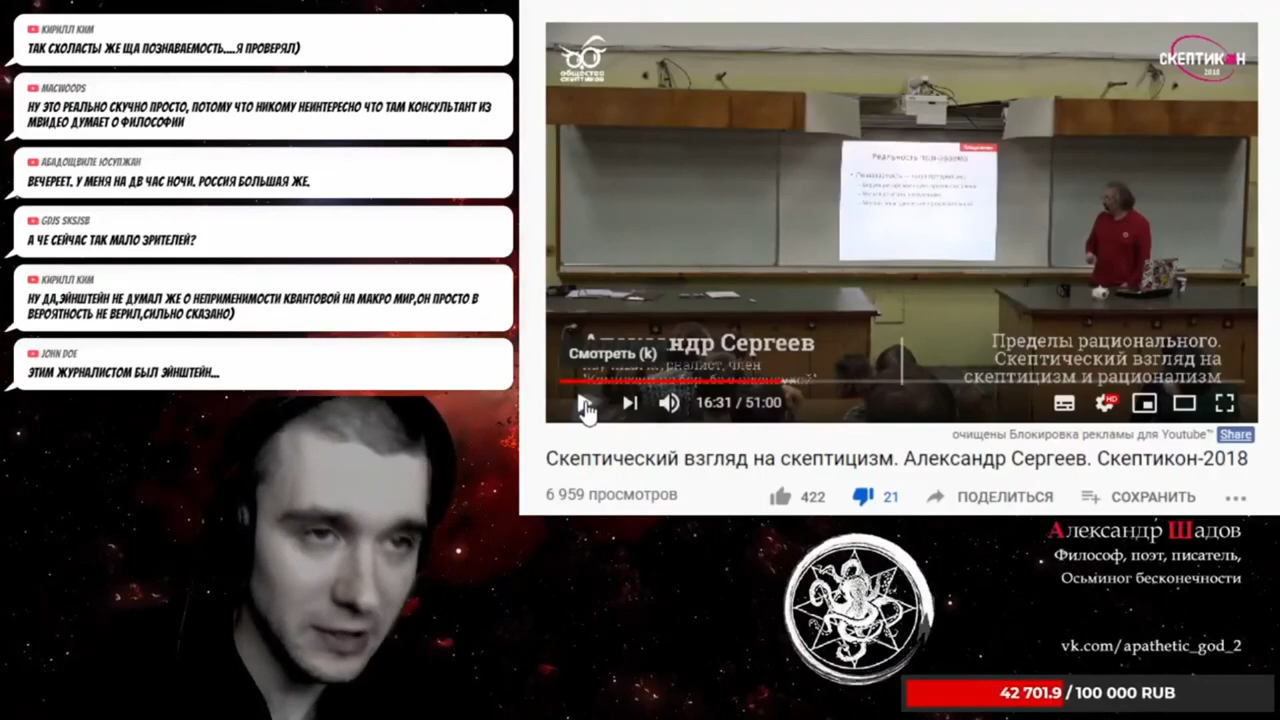 КИРИЛЛ КИМ
ТАК СХОЛАСТЫ ЖЕ ЩА ПОЗНАВАЕМОСТЬ....Я ПРОВЕРЯЛ)
MACWOODS
НУ ЭТО РЕАЛЬНО СКУЧНО ПРОСТО, ПОТОМУ ЧТО НИКОМУ НЕИНТЕРЕСНО ЧТО ТАМ КОНСУЛЬТАНТ ИЗ
МВИДЕО ДУМАЕТ О ФИЛОСОФИИ
АБАДОЩВИЛЕ ЮСУПЖАН
ВЕЧЕРЕЕТ. У МЕНЯ НА ДВ ЧАС НОЧИ. РОССИЯ БОЛЬШАЯ ЖЕ.
GDJS SKSJSB
А ЧЕ СЕЙЧАС ТАК МАЛО ЗРИТЕЛЕЙ?
КИРИЛЛ КИМ
НУ ДА,ЭЙНШТЕЙН НЕ ДУМАЛ ЖЕ О НЕПРИМЕНИМОСТИ КВАНТОВОЙ НА МАКРО МИР,ОН ПРОСТО В
ВЕРОЯТНОСТЬ НЕ ВЕРИЛ,СИЛЬНО СКАЗАНО)
JOHN DOE
ЭТИМ ЖУРНАЛИСТОМ БЫЛ ЭЙНШТЕЙН...
общество
скептиков
СКЕПТИКОН
2018
Реальность
Познаваемость —
Смотреть (k)
ндр Сергеев
член
Пределы рационального.
Скептический взгляд на
скептицизм и рационализм
16:31 / 51:00
HD
очищены Блокировка рекламы для Youtube™ Share
Скептический взгляд на скептицизм. Александр Сергеев. Скептикон-2018
6 959 просмотров
422
21
ПОДЕЛИТЬСЯ
СОХРАНИТЬ
Александр Шадов
Философ, поэт, писатель,
Осьминог бесконечности
vk.com/apathetic_god_2
42 701.9 / 100 000 RUB